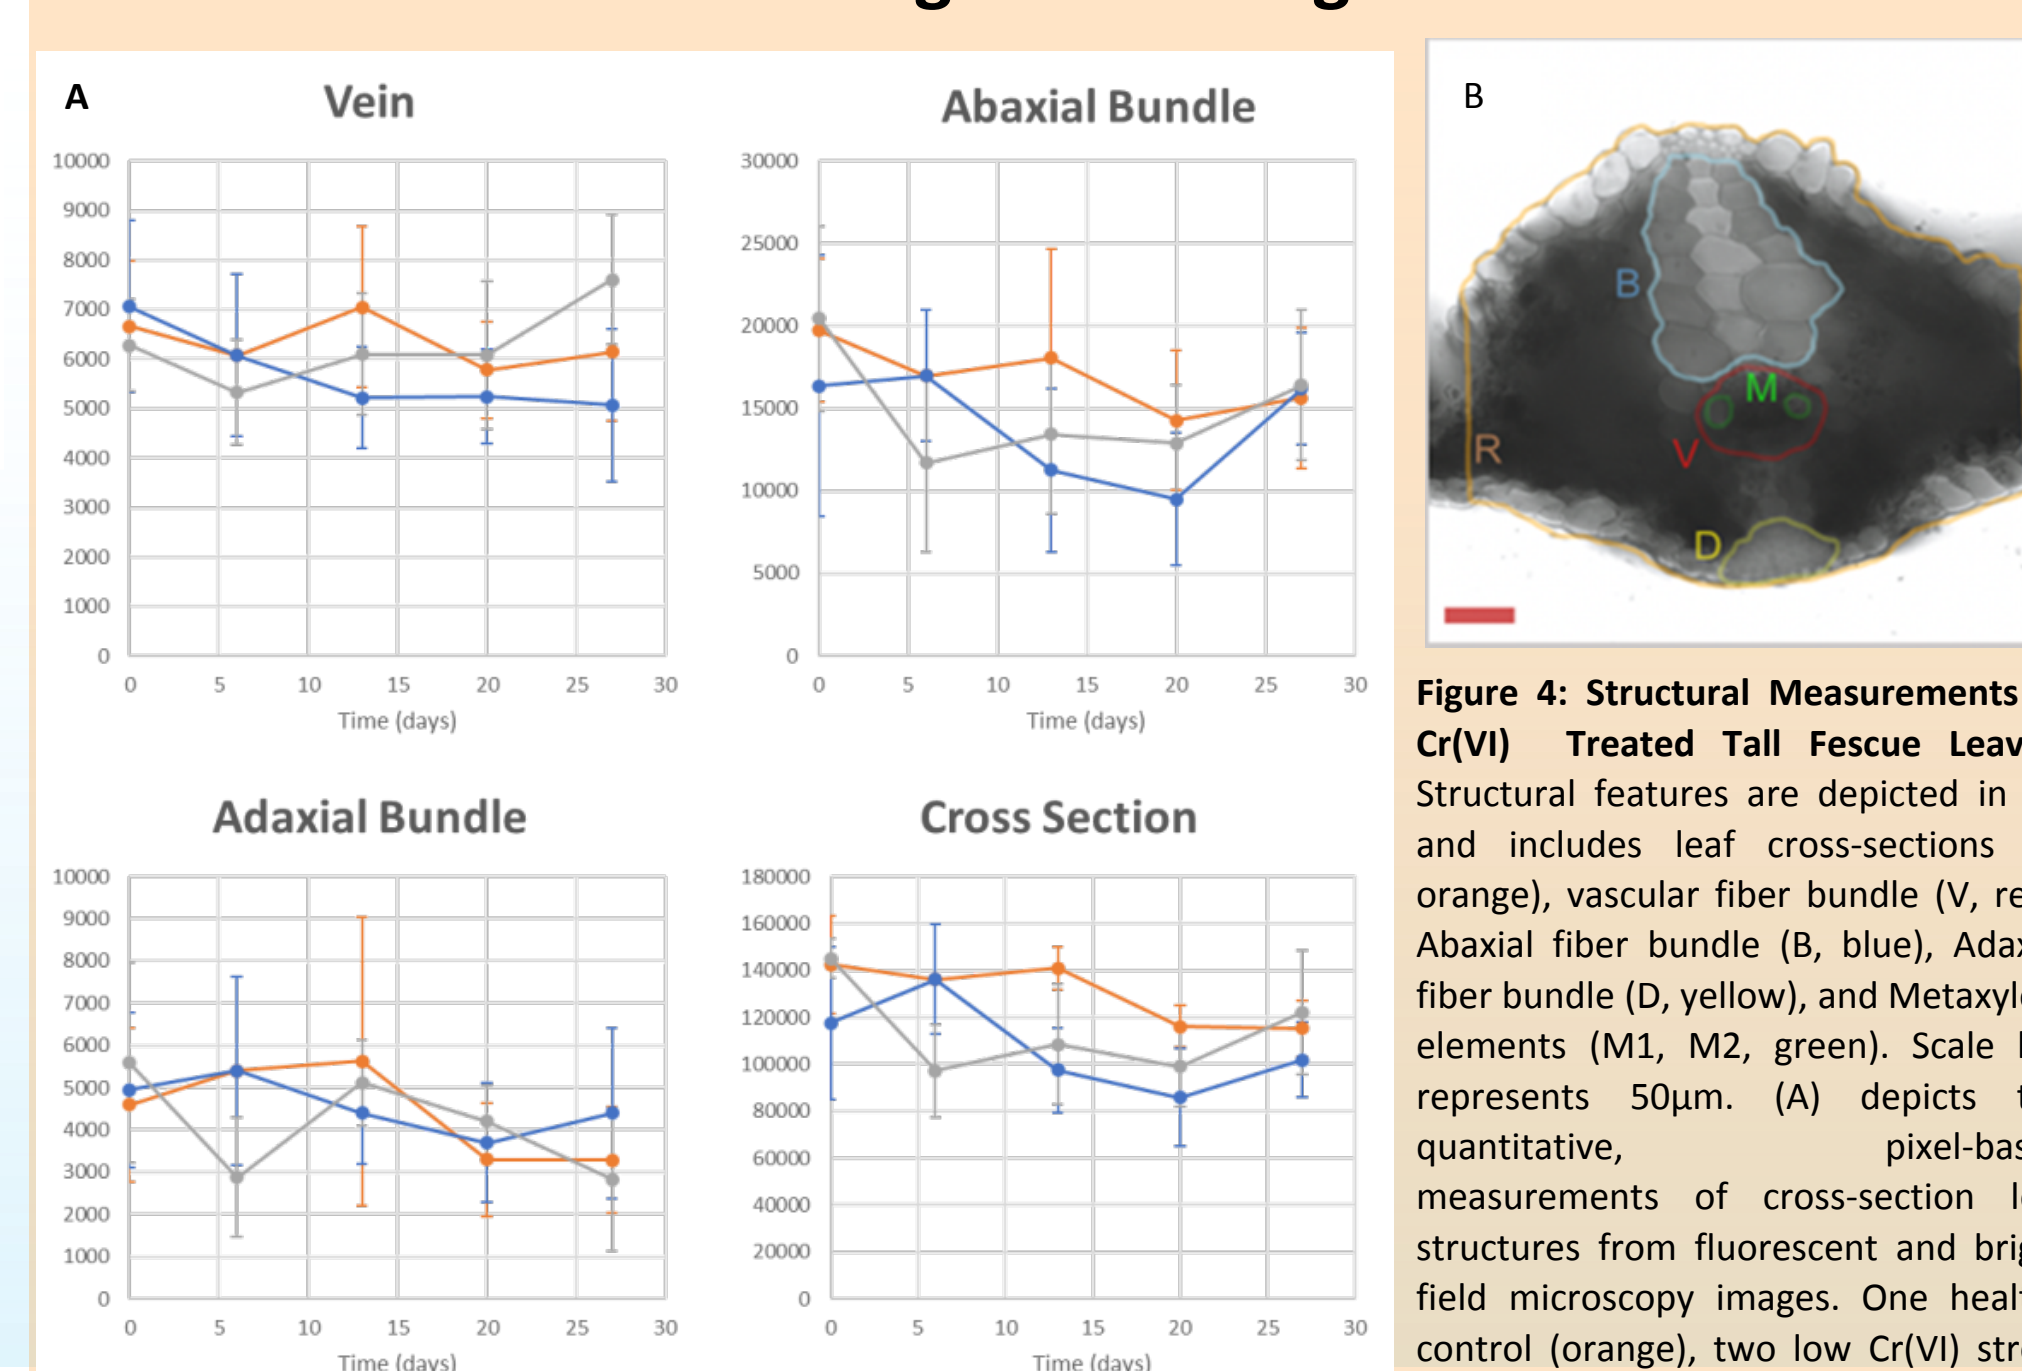 A
Vein
10000
9000
8000
7000
6000
5000
4000
3000
2000
1000
0
0 5 10 15 20 25 30
Time (days)
Abaxial Bundle
30000
25000
20000
15000
10000
5000
0
0 5 10 15 20 25 30
Time (days)
Adaxial Bundle
10000
9000
8000
7000
6000
5000
4000
3000
2000
1000
0
0 5 10 15 20 25 30
Time (days)
Cross Section
180000
160000
140000
120000
100000
80000
60000
40000
20000
0
0 5 10 15 20 25 30
Time (days)
B
B
M
V
R
D
Figure 4: Structural Measurements
Cr(VI) Treated Tall Fescue
Structural features are depicted in
and includes leaf cross-sections
orange), vascular fiber bundle (V,
Abaxial fiber bundle (B, blue),
fiber bundle (D, yellow), and
elements (M1, M2, green). Scale
represents 50μm. (A) depicts
quantitative,
measurements of cross-section
structures from fluorescent and
field microscopy images. One
control (orange), two low Cr(VI)